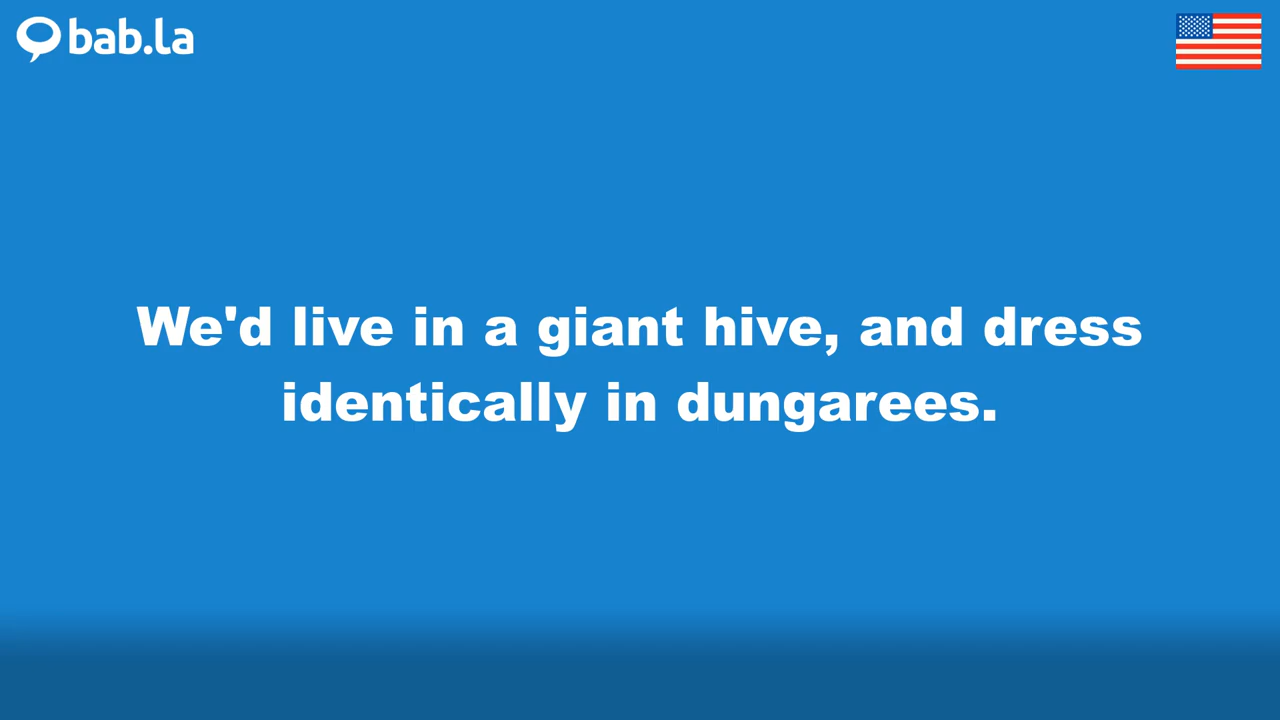 bab.la
We'd live in a giant hive, and dress
identically in dungarees.